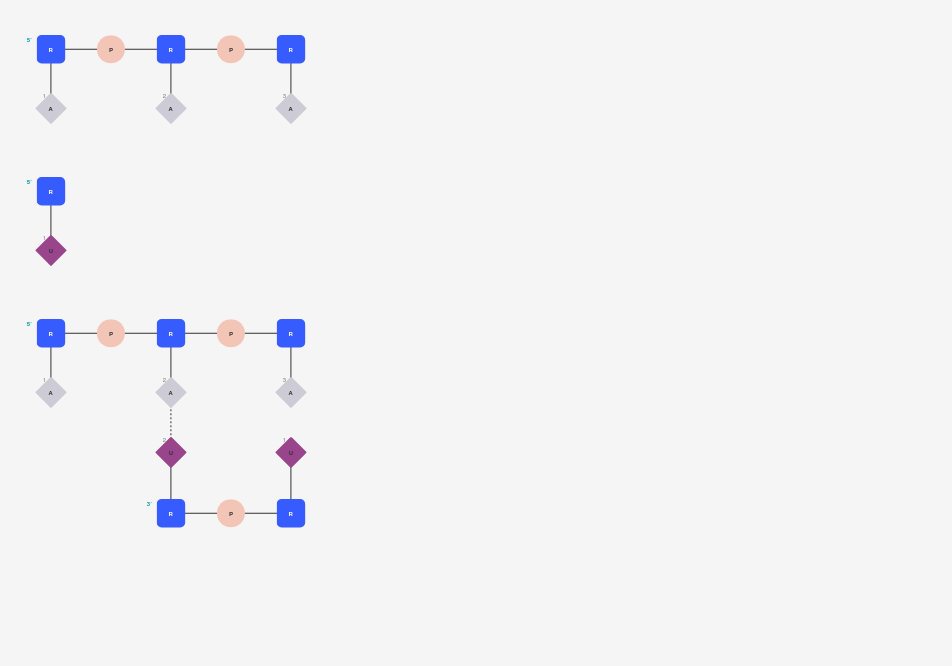 5' R P R P R
1 2 3
A A A
5' R
1
U
5' R P R P R
1 2 3
A A A
2 1
U U
3' R P R